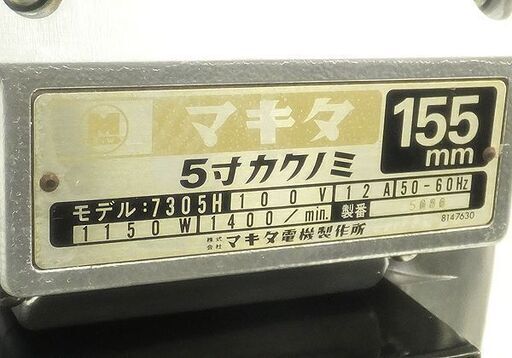 マキタ
155
mm
5寸カクノミ
モデル:7305H 100V 12A 50-60Hz
1150W 1400/min. 製番
8147630
株式会社 マキタ電機製作所